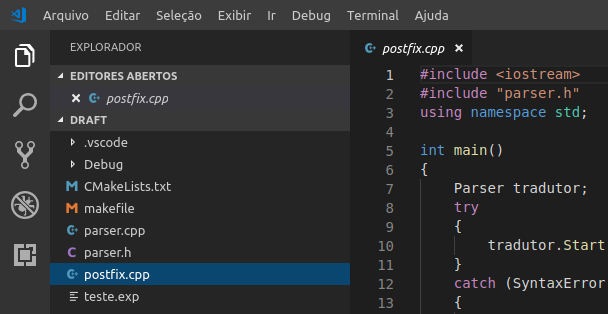 Arquivo Editar Seleção Exibir Ir Debug Terminal Ajuda
EXPLORADOR
EDITORES ABERTOS
postfix.cpp
DRAFT
.vscode
Debug
CMakeLists.txt
makefile
parser.cpp
parser.h
postfix.cpp
teste.exp
postfix.cpp
1 #include <iostream>
2 #include "parser.h"
3 using namespace std;
4
5 int main()
6 {
7 Parser tradutor;
8 try
9 {
10 tradutor.Start
11 }
12 catch (SyntaxError
13 {